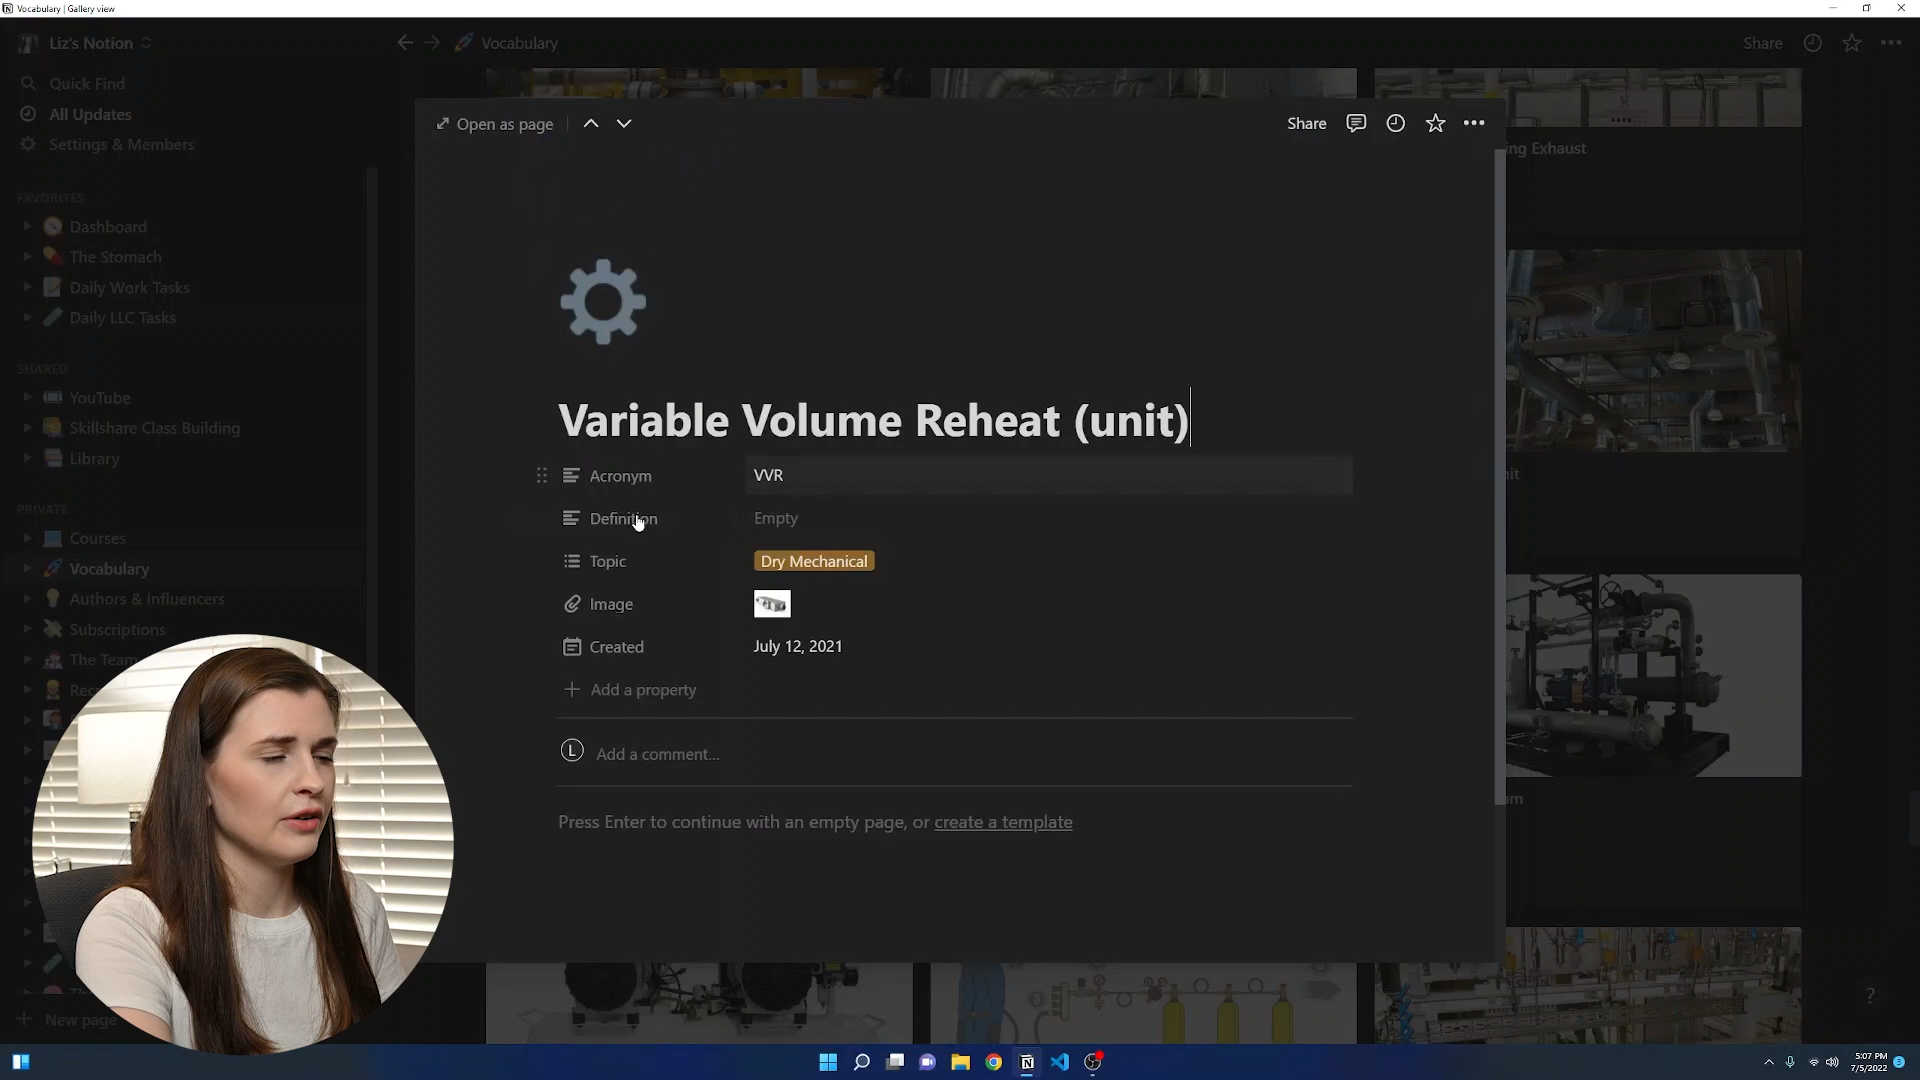 Vocabulary | Gallery view
Liz's Notion
Vocabulary
Share
Quick Find
All Updates
Settings & Members
FAVORITES
Dashboard
The Stomach
Daily Work Tasks
Daily LLC Tasks
SHARED
YouTube
Skillshare Class Building
Library
PRIVATE
Courses
Vocabulary
Authors & Influencers
Subscriptions
The Team
New page
Open as page
Share
Variable Volume Reheat (unit)
Acronym
VVR
Definition
Empty
Topic
Dry Mechanical
Image
Created
July 12, 2021
Add a property
L
Add a comment...
Press Enter to continue with an empty page, or create a template
Exhaust
?
5:07 PM
7/5/2022
3